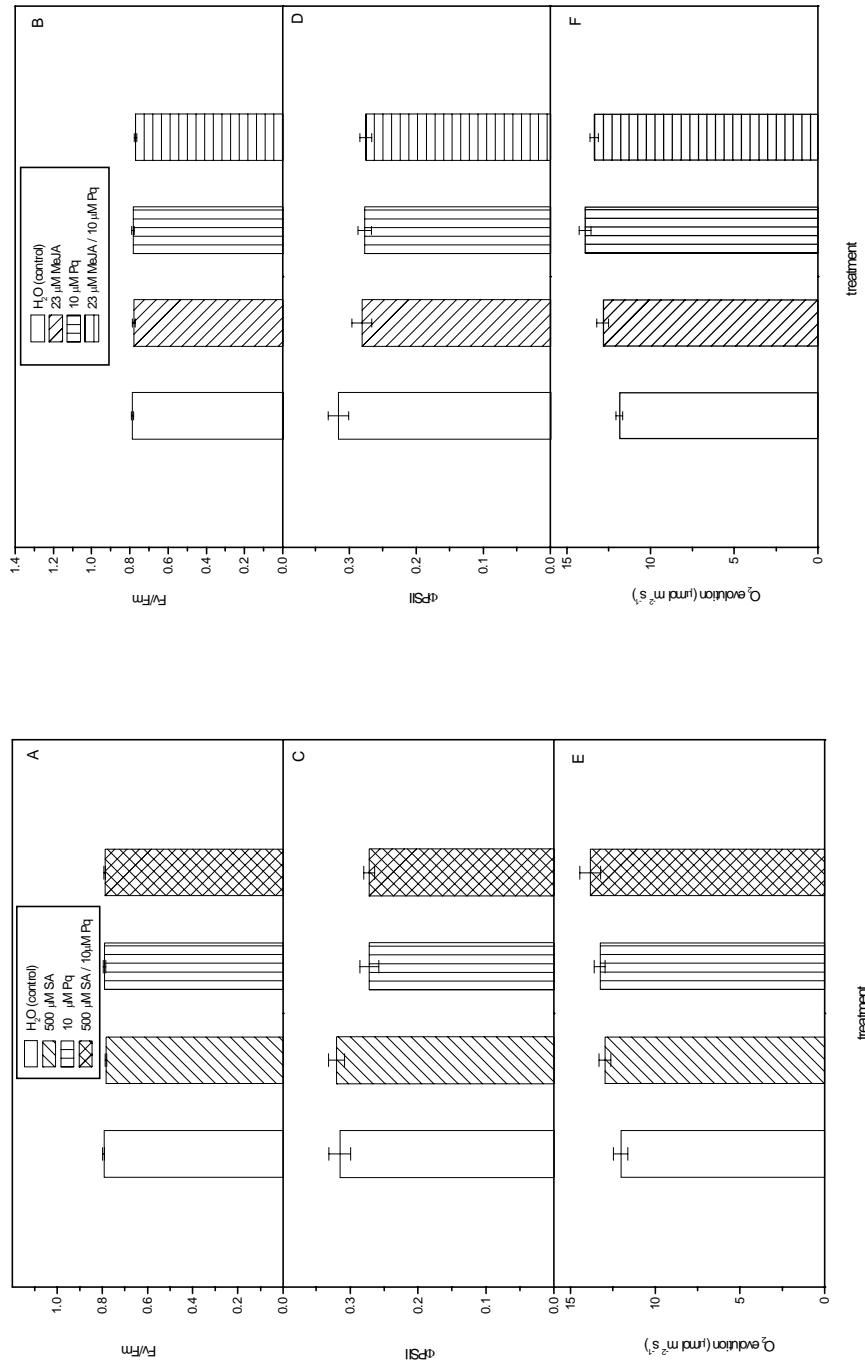 A
H₂O (control)
500 µM SA
10 µM Pq
500 µM SA / 10µM Pq
1.0
0.8
0.6
0.4
0.2
0.0
Fv/Fm
C
0.3
0.2
0.1
0.0
ΦPSII
E
15
10
5
0
O₂ evolution (µmol m⁻² s⁻¹)
treatment
B
H₂O (control)
23 µM MeJA
10 µM Pq
23 µM MeJA / 10 µM Pq
1.4
1.2
1.0
0.8
0.6
0.4
0.2
0.0
Fv/Fm
D
0.3
0.2
0.1
0.0
ΦPSII
F
15
10
5
0
O₂ evolution (µmol m⁻² s⁻¹)
treatment